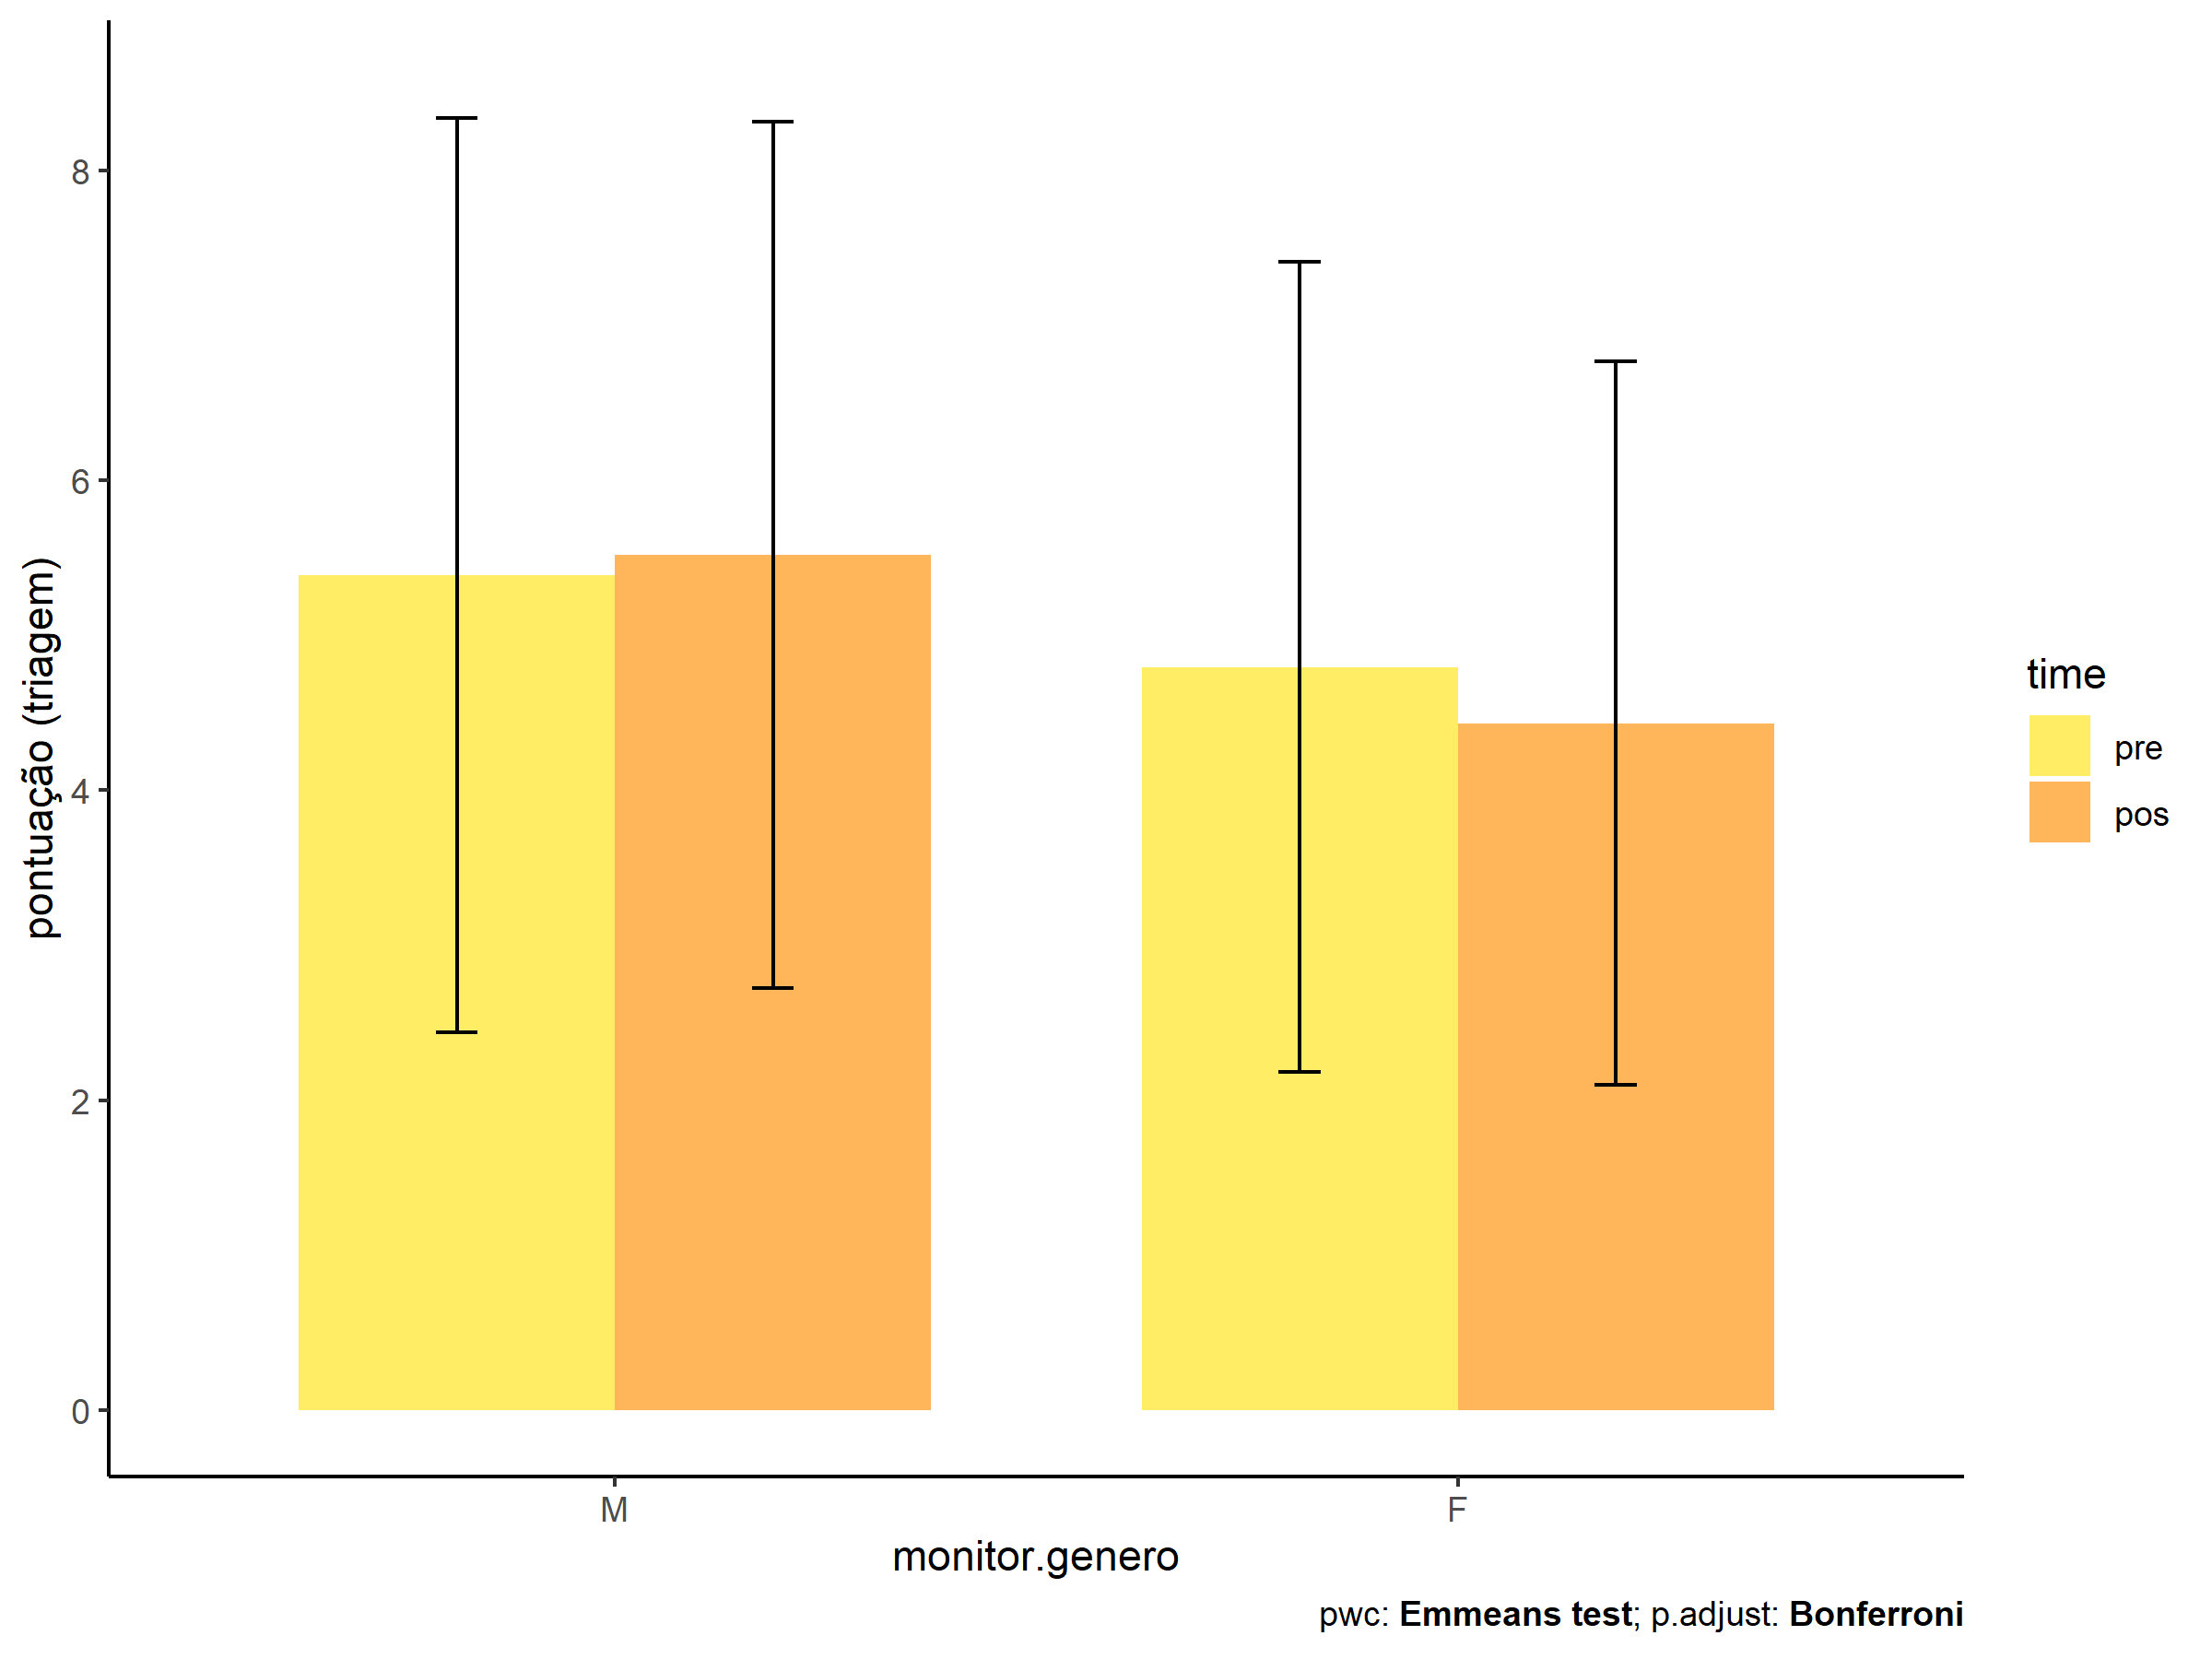 pontuação (triagem)
8
6
4
2
0
M
F
monitor.genero
time
pre
pos
pwc: Emmeans test; p.adjust: Bonferroni